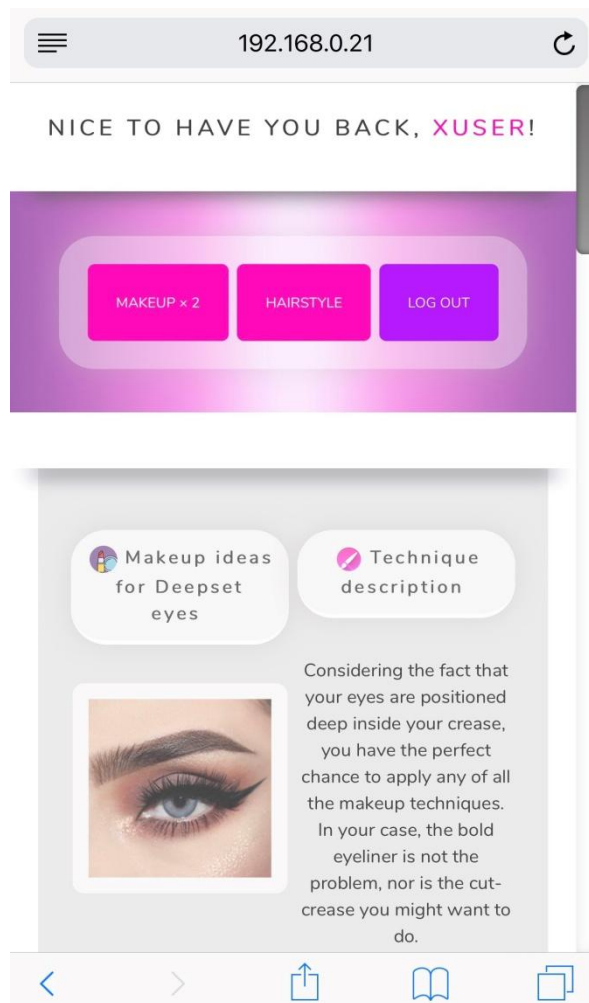 192.168.0.21
NICE TO HAVE YOU BACK, XUSER!
MAKEUP × 2
HAIRSTYLE
LOG OUT
Makeup ideas
for Deepset
eyes
Technique
description
Considering the fact that
your eyes are positioned
deep inside your crease,
you have the perfect
chance to apply any of all
the makeup techniques.
In your case, the bold
eyeliner is not the
problem, nor is the cut-
crease you might want to
do.